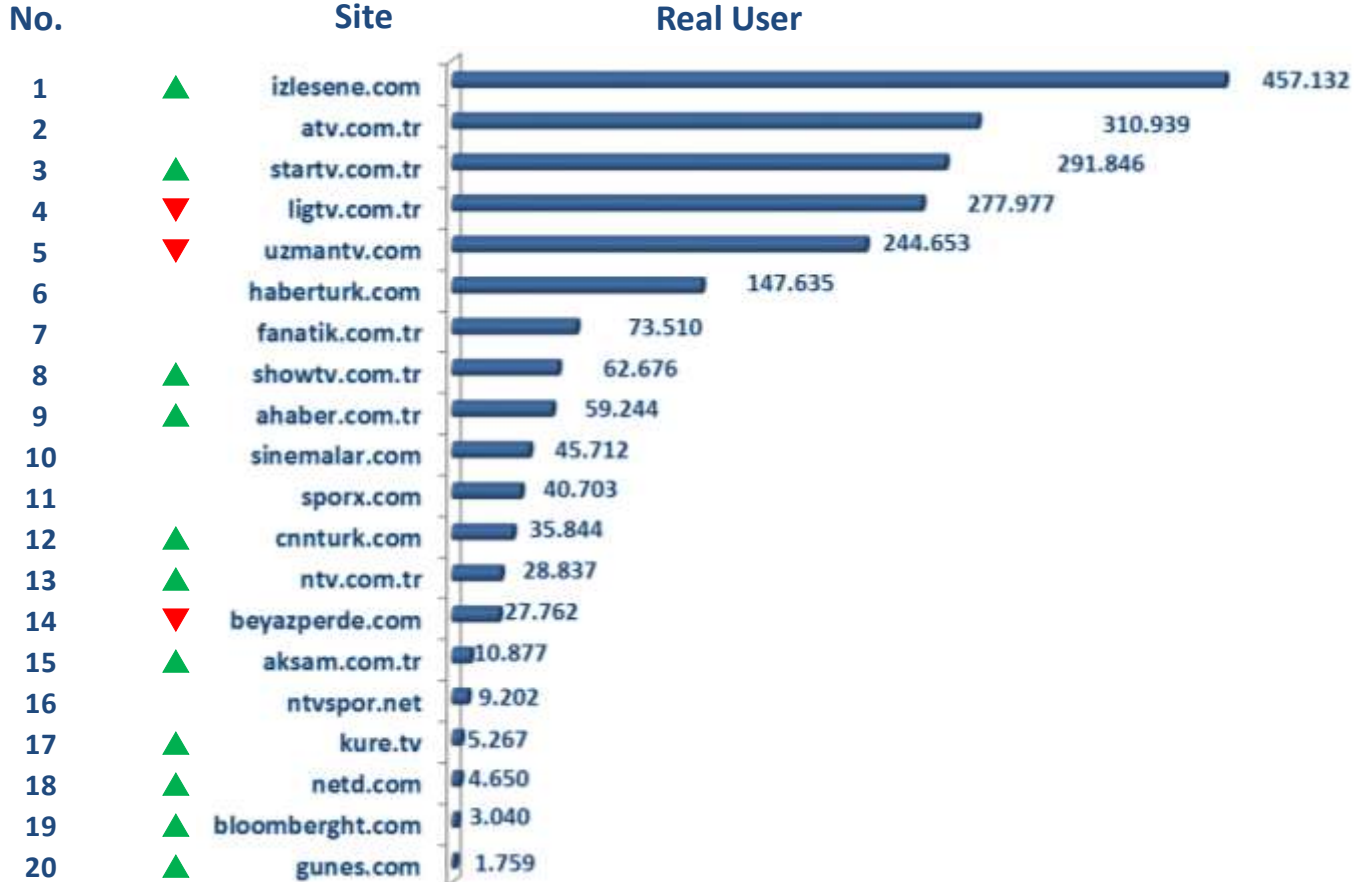 No. Site Real User
1 ▲ izlesene.com 457.132
2 atv.com.tr 310.939
3 ▲ startv.com.tr 291.846
4 ▼ ligtv.com.tr 277.977
5 ▼ uzmantv.com 244.653
6 haberturk.com 147.635
7 fanatik.com.tr 73.510
8 ▲ showtv.com.tr 62.676
9 ▲ ahaber.com.tr 59.244
10 sinemalar.com 45.712
11 sporx.com 40.703
12 ▲ cnnturk.com 35.844
13 ▲ ntv.com.tr 28.837
14 ▼ beyazperde.com 27.762
15 ▲ aksam.com.tr 10.877
16 ntvspor.net 9.202
17 ▲ kure.tv 5.267
18 ▲ netd.com 4.650
19 ▲ bloomberght.com 3.040
20 ▲ gunes.com 1.759